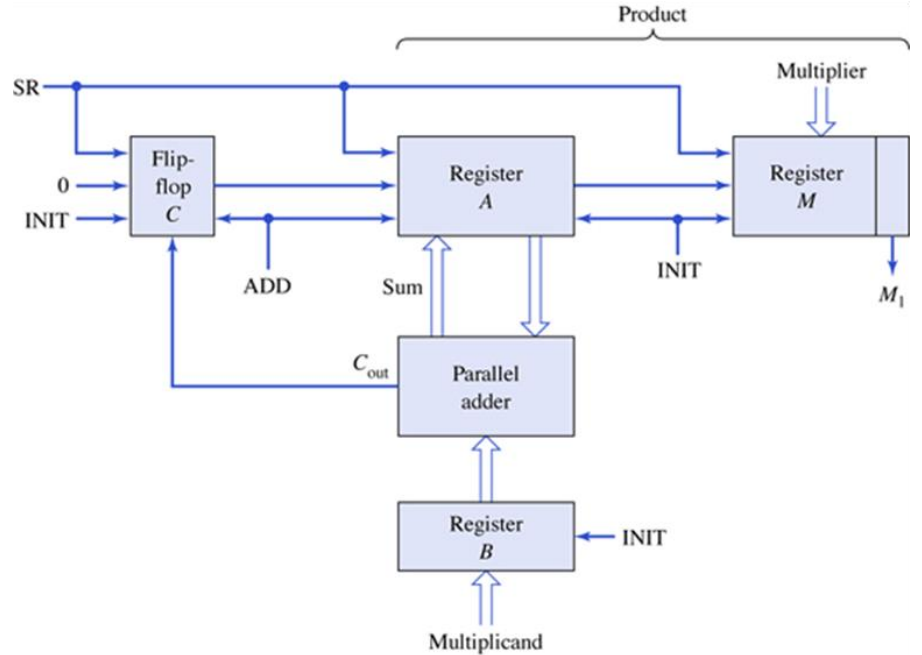 Product
Multiplier
SR
Flip-
flop
C
0
INIT
Register
A
Register
M
ADD
INIT
M₁
Sum
Cout
Parallel
adder
Register
B
INIT
Multiplicand